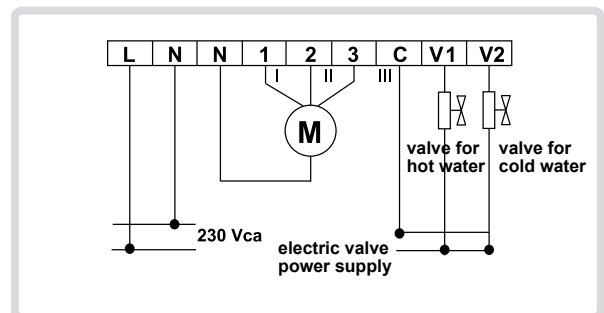 L N N 1 2 3 C V1 V2
I II III
M
valve for
hot water
valve for
cold water
230 Vca
electric valve
power supply